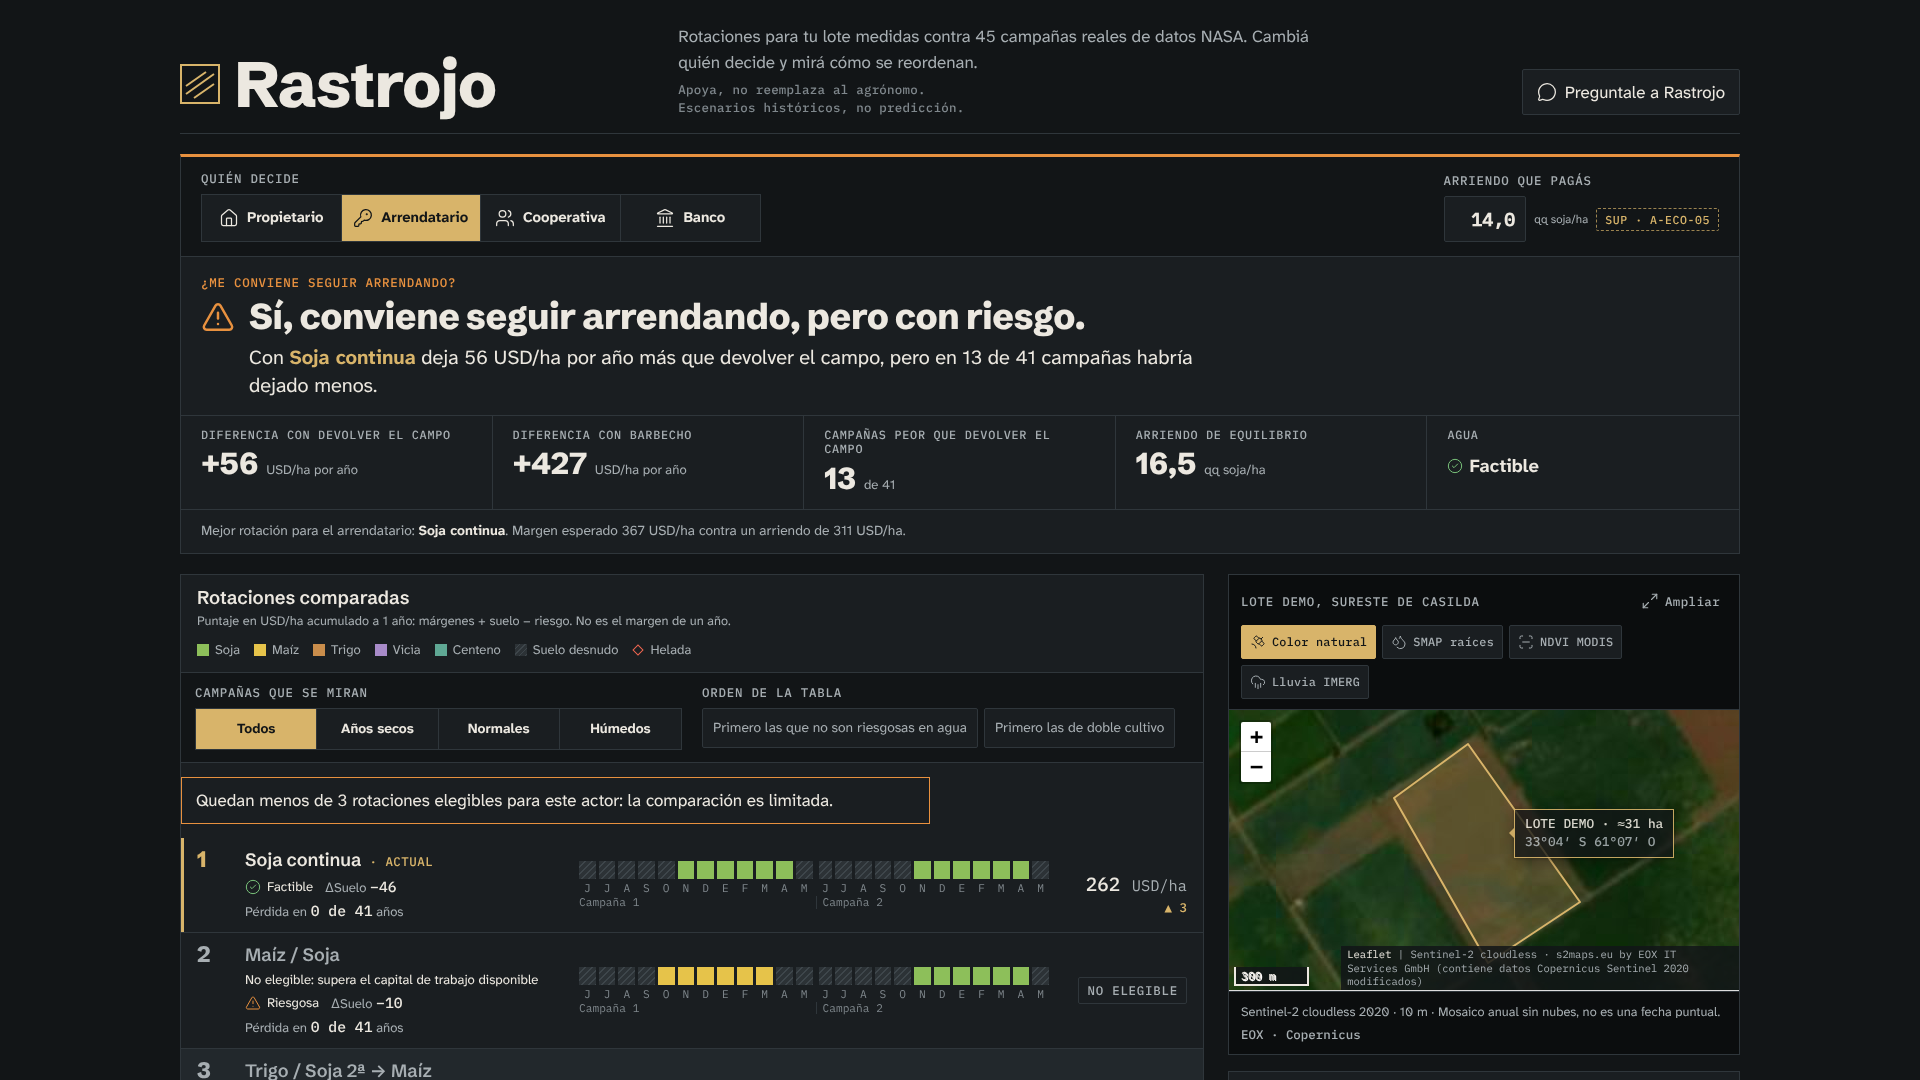 Rastrojo
Rotaciones para tu lote medidas contra 45 campañas reales de datos NASA. Cambiá
quién decide y mirá cómo se reordenan.
Apoya, no reemplaza al agrónomo.
Escenarios históricos, no predicción.
Preguntale a Rastrojo
QUIÉN DECIDE
Propietario
Arrendatario
Cooperativa
Banco
ARRIENDO QUE PAGÁS
14,0 qq soja/ha SUP · A-ECO-05
¿ME CONVIENE SEGUIR ARRENDANDO?
Sí, conviene seguir arrendando, pero con riesgo.
Con Soja continua deja 56 USD/ha por año más que devolver el campo, pero en 13 de 41 campañas habría
dejado menos.
DIFERENCIA CON DEVOLVER EL CAMPO
+56 USD/ha por año
DIFERENCIA CON BARBECHO
+427 USD/ha por año
CAMPAÑAS PEOR QUE DEVOLVER EL
CAMPO
13 de 41
ARRIENDO DE EQUILIBRIO
16,5 qq soja/ha
AGUA
Factible
Mejor rotación para el arrendatario: Soja continua. Margen esperado 367 USD/ha contra un arriendo de 311 USD/ha.
Rotaciones comparadas
Puntaje en USD/ha acumulado a 1 año: márgenes + suelo − riesgo. No es el margen de un año.
Soja Maíz Trigo Vicia Centeno Suelo desnudo Helada
CAMPAÑAS QUE SE MIRAN
Todos Años secos Normales Húmedos
ORDEN DE LA TABLA
Primero las que no son riesgosas en agua Primero las de doble cultivo
Quedan menos de 3 rotaciones elegibles para este actor: la comparación es limitada.
1 Soja continua · ACTUAL
Factible ΔSuelo −46
Pérdida en 0 de 41 años
J J A S O N D E F M A M J J A S O N D E F M A M
Campaña 1 Campaña 2
262 USD/ha
▲ 3
2 Maíz / Soja
No elegible: supera el capital de trabajo disponible
Riesgosa ΔSuelo −10
Pérdida en 0 de 41 años
J J A S O N D E F M A M J J A S O N D E F M A M
Campaña 1 Campaña 2
NO ELEGIBLE
3 Trigo / Soja 2ª → Maíz
LOTE DEMO, SURESTE DE CASILDA
Ampliar
Color natural SMAP raíces NDVI MODIS
Lluvia IMERG
+
−
LOTE DEMO · ≈31 ha
33°04′ S 61°07′ O
300 m
Leaflet | Sentinel-2 cloudless · s2maps.eu by EOX IT
Services GmbH (contiene datos Copernicus Sentinel 2020
modificados)
Sentinel-2 cloudless 2020 · 10 m · Mosaico anual sin nubes, no es una fecha puntual.
EOX · Copernicus